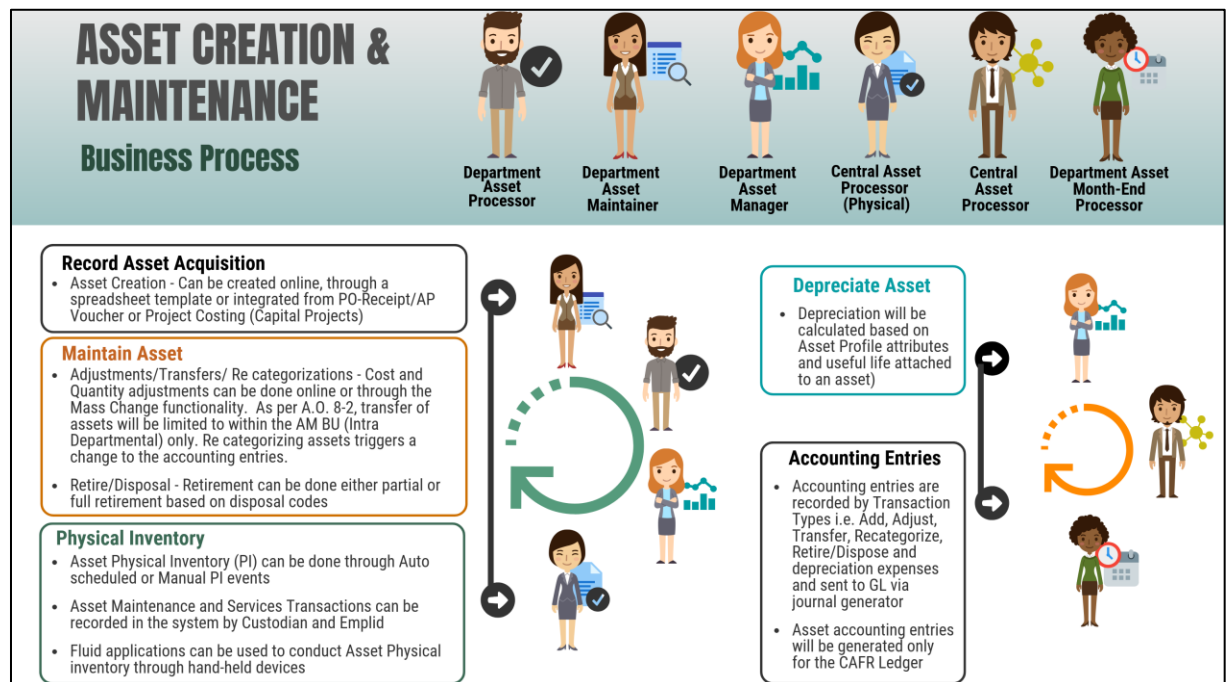 ASSET CREATION &
MAINTENANCE
Business Process
Department
Asset
Processor
Department
Asset
Maintainer
Department
Asset
Manager
Central Asset
Processor
(Physical)
Central
Asset
Processor
Department Asset
Month-End
Processor
Record Asset Acquisition
• Asset Creation - Can be created online, through a
spreadsheet template or integrated from PO-Receipt/AP
Voucher or Project Costing (Capital Projects)
Maintain Asset
• Adjustments/Transfers/ Re categorizations - Cost and
Quantity adjustments can be done online or through the
Mass Change functionality. As per A.O. 8-2, transfer of
assets will be limited to within the AM BU (Intra
Departmental) only. Re categorizing assets triggers a
change to the accounting entries.
• Retire/Disposal - Retirement can be done either partial or
full retirement based on disposal codes
Physical Inventory
• Asset Physical Inventory (PI) can be done through Auto
scheduled or Manual PI events
• Asset Maintenance and Services Transactions can be
recorded in the system by Custodian and Emplid
• Fluid applications can be used to conduct Asset Physical
inventory through hand-held devices
Depreciate Asset
• Depreciation will be
calculated based on
Asset Profile attributes
and useful life attached
to an asset)
Accounting Entries
• Accounting entries are
recorded by Transaction
Types i.e. Add, Adjust,
Transfer, Recategorize,
Retire/Dispose and
depreciation expenses
and sent to GL via
journal generator
• Asset accounting entries
will be generated only
for the CAFR Ledger